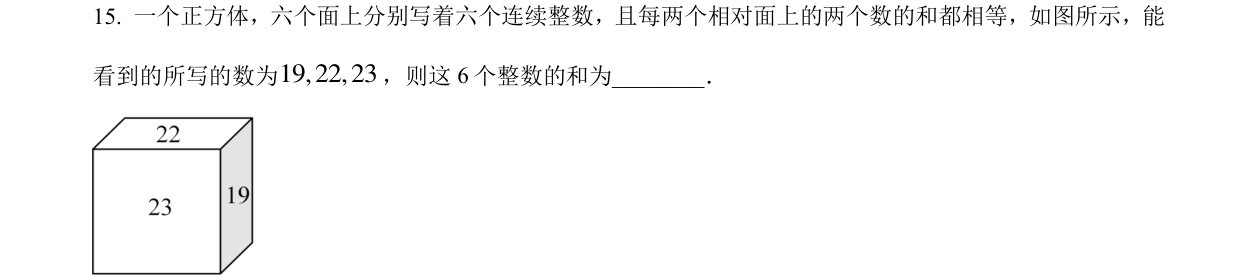 15. 一个正方体，六个面上分别写着六个连续整数，且每两个相对面上的两个数的和都相等，如图所示，能
看到的所写的数为19,22,23，则这 6 个整数的和为________．
22
23
19